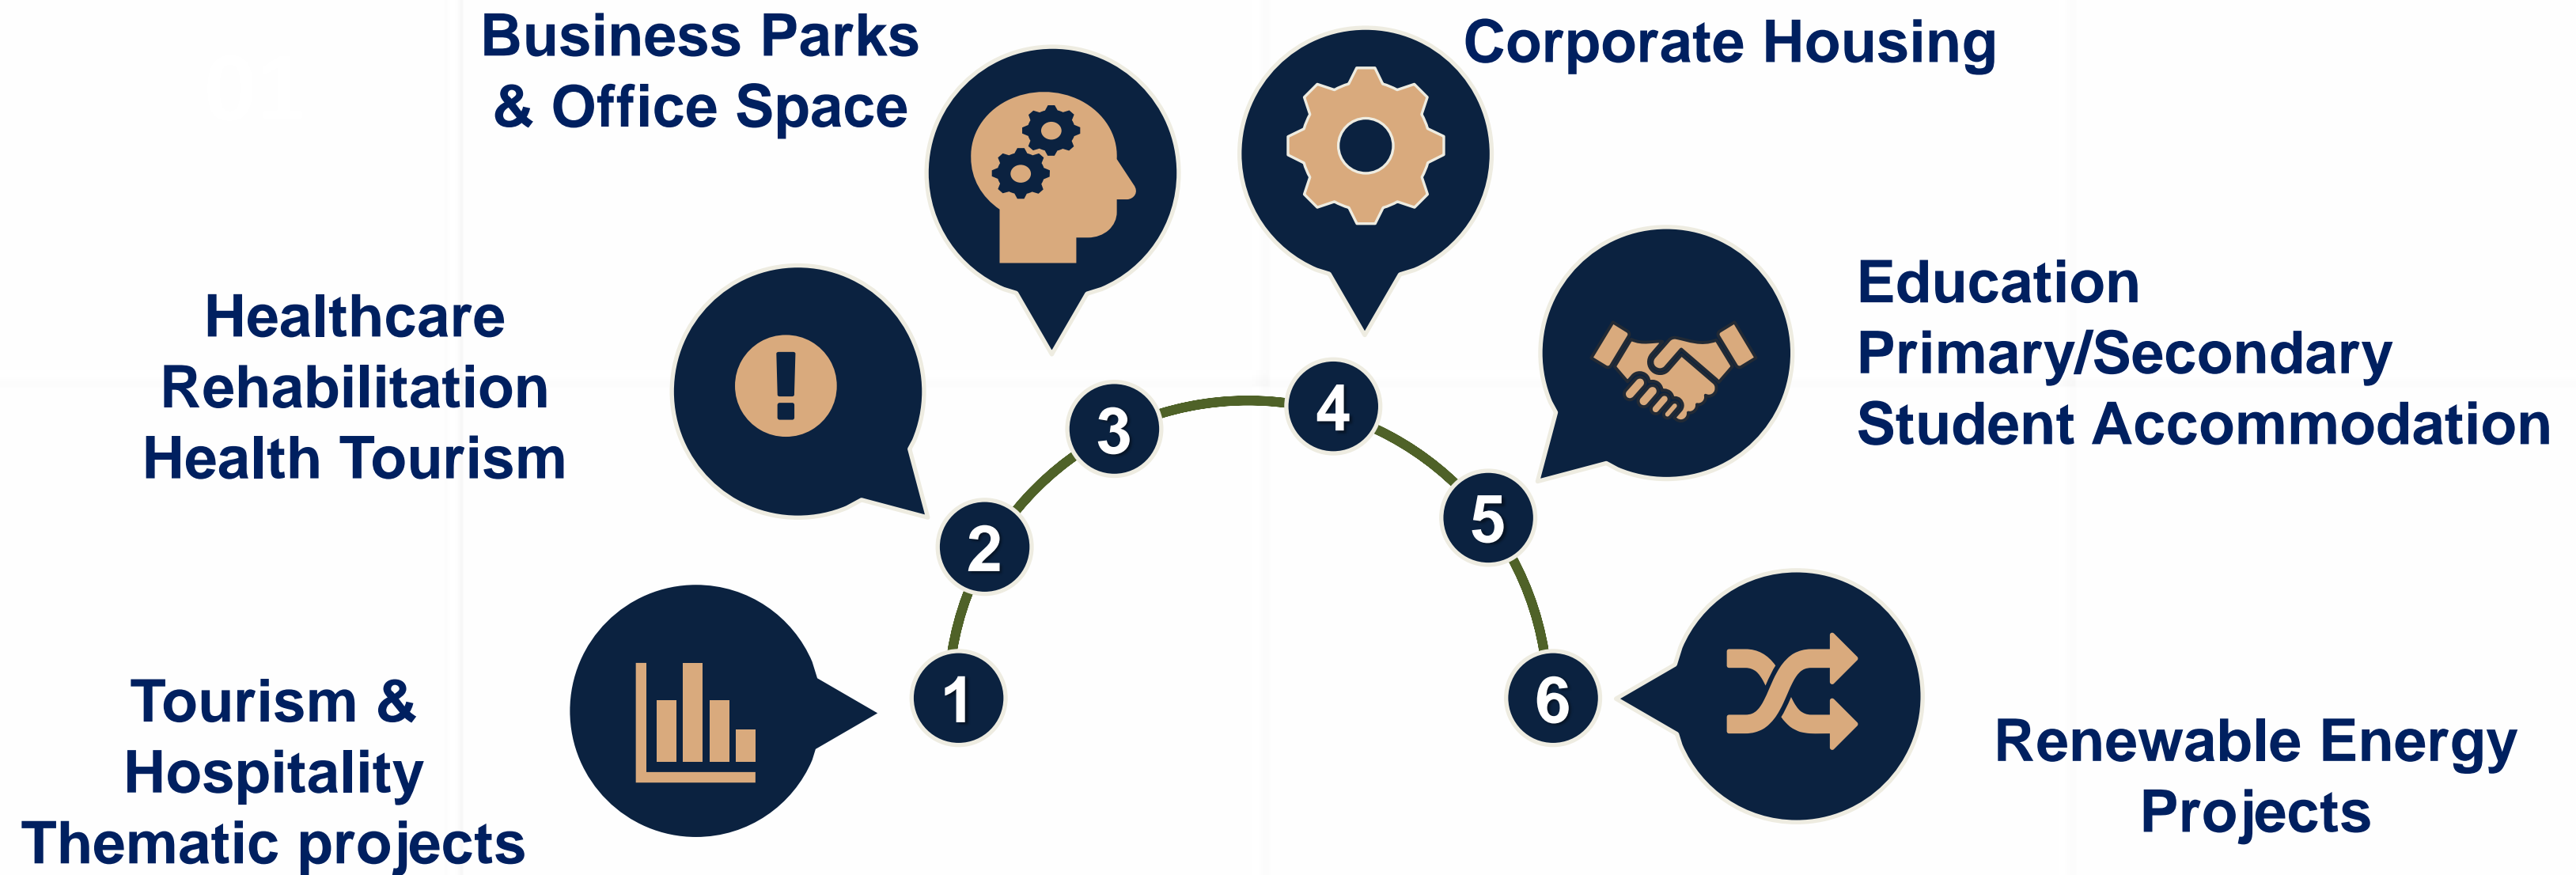 Business Parks
& Office Space
Corporate Housing
Healthcare
Rehabilitation
Health Tourism
Education
Primary/Secondary
Student Accommodation
Tourism &
Hospitality
Thematic projects
Renewable Energy
Projects
1
2
3
4
5
6